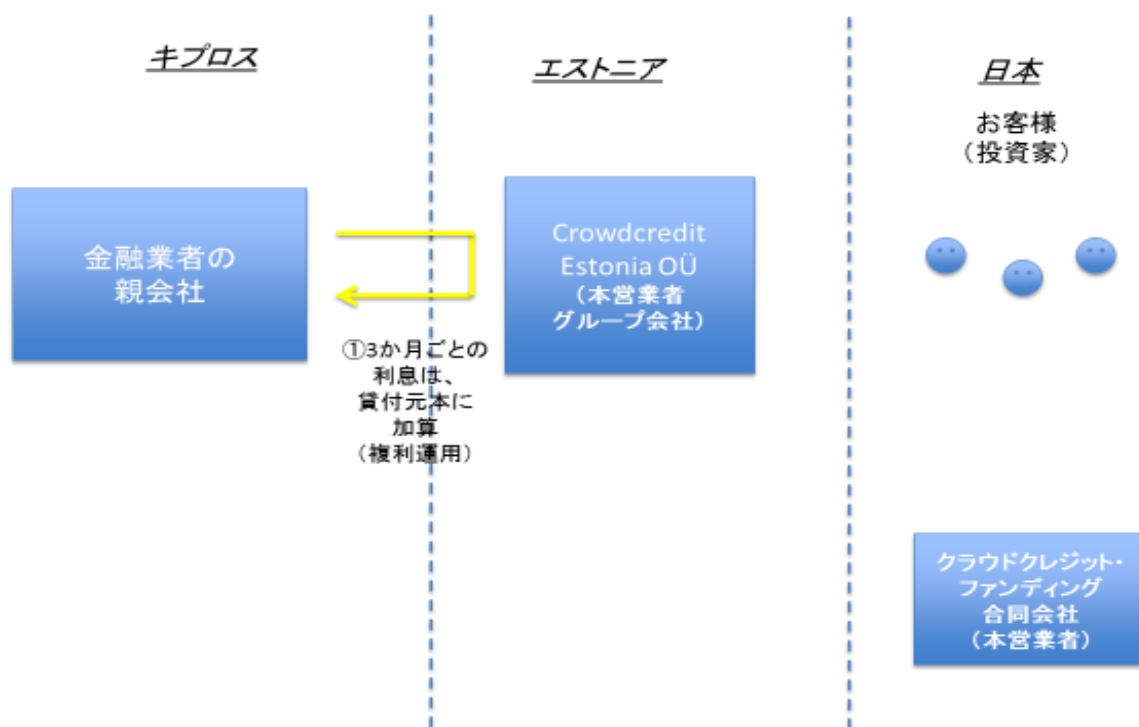 キプロス
エストニア
日本
お客様
（投資家）
金融業者の
親会社
Crowdcredit
Estonia OÜ
（本営業者
グループ会社）
①3か月ごとの
利息は、
貸付元本に
加算
（複利運用）
クラウドクレジット・
ファンディング
合同会社
（本営業者）